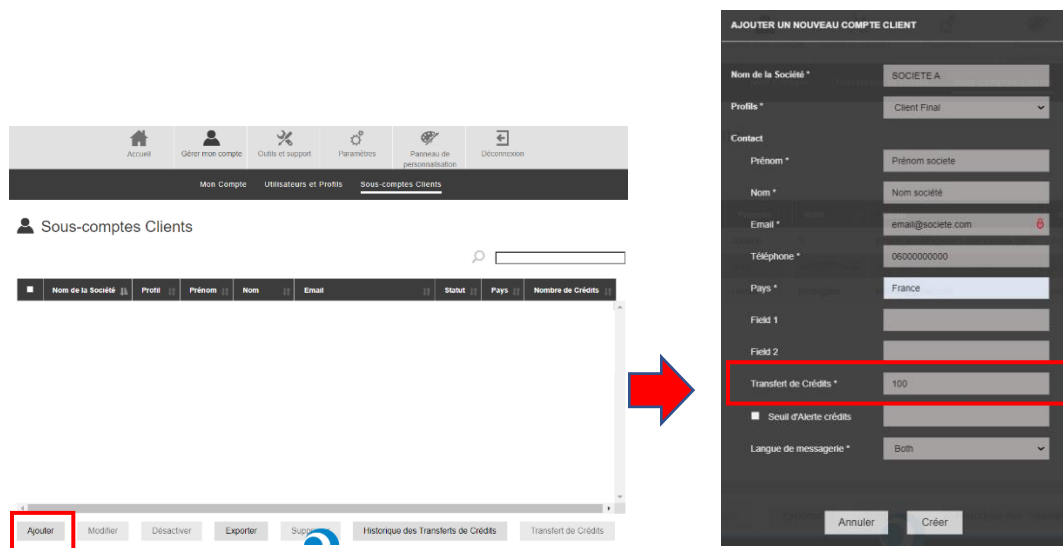 Accueil
Gérer mon compte
Outils et support
Paramètres
Panneau de
personnalisation
Déconnexion
Mon Compte Utilisateurs et Profils Sous-comptes Clients
Sous-comptes Clients
Nom de la Société Profil Prénom Nom Email Statut Pays Nombre de Crédits
Ajouter Modifier Désactiver Exporter Historique des Transferts de Crédits Transfert de Crédits
AJOUTER UN NOUVEAU COMPTE CLIENT
Nom de la Société * SOCIETE A
Profils * Client Final
Contact
Prénom * Prénom societe
Nom * Nom société
Email * email@societe.com
Téléphone * 06000000000
Pays * France
Field 1
Field 2
Transfert de Crédits * 100
Seuil d'Alerte crédits
Langue de messagerie * Both
Annuler Créer